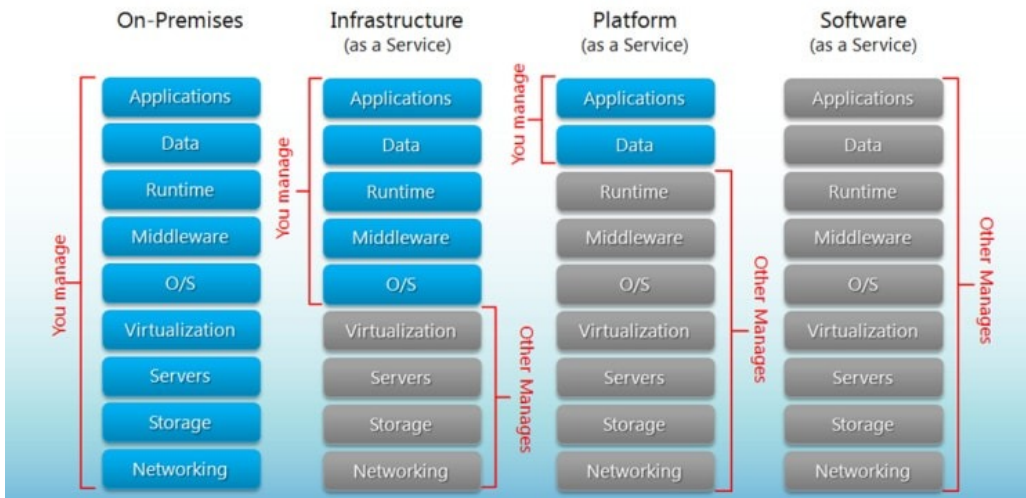 On-Premises
Applications
Data
Runtime
Middleware
O/S
Virtualization
Servers
Storage
Networking
You manage
Infrastructure
(as a Service)
Applications
Data
Runtime
Middleware
O/S
Virtualization
Servers
Storage
Networking
You manage
Other Manages
Platform
(as a Service)
Applications
Data
Runtime
Middleware
O/S
Virtualization
Servers
Storage
Networking
You manage
Other Manages
Software
(as a Service)
Applications
Data
Runtime
Middleware
O/S
Virtualization
Servers
Storage
Networking
Other Manages